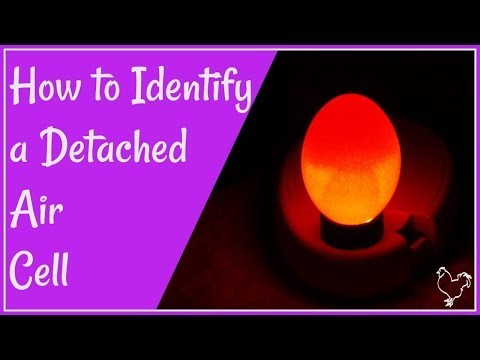 How to Identify
a Detached
Air
Cell